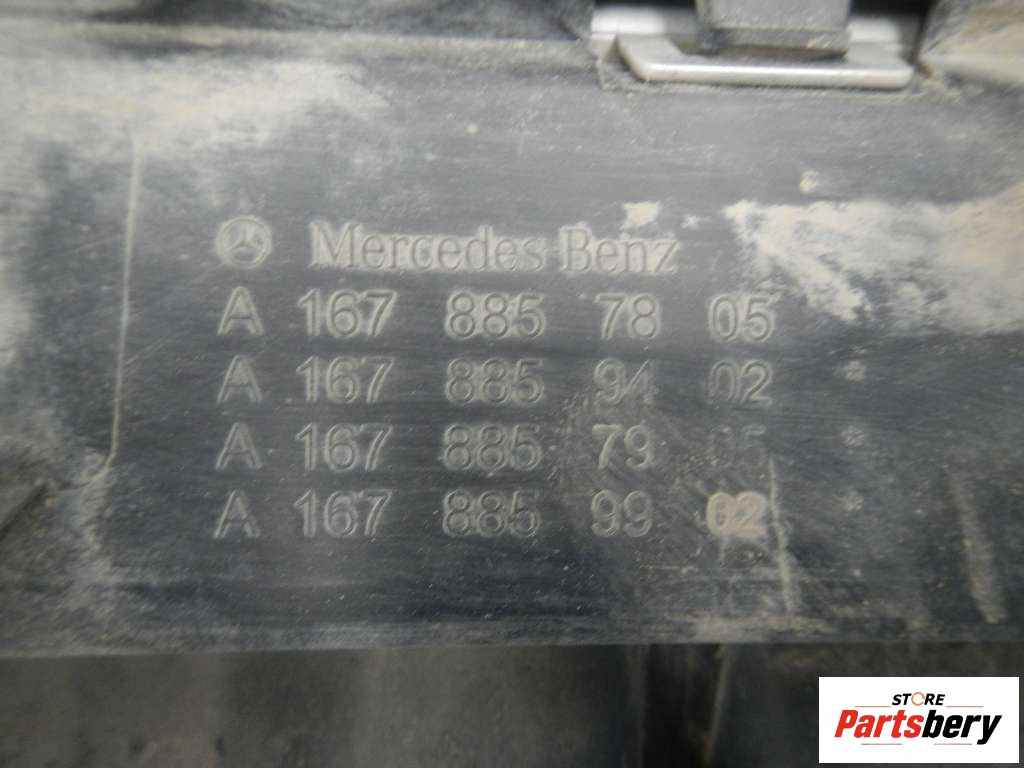 Mercedes-Benz
A 167 885 78 05
A 167 885 94 02 *
A 167 885 79 05 *
A 167 885 99 02 *
STORE
Partsbery